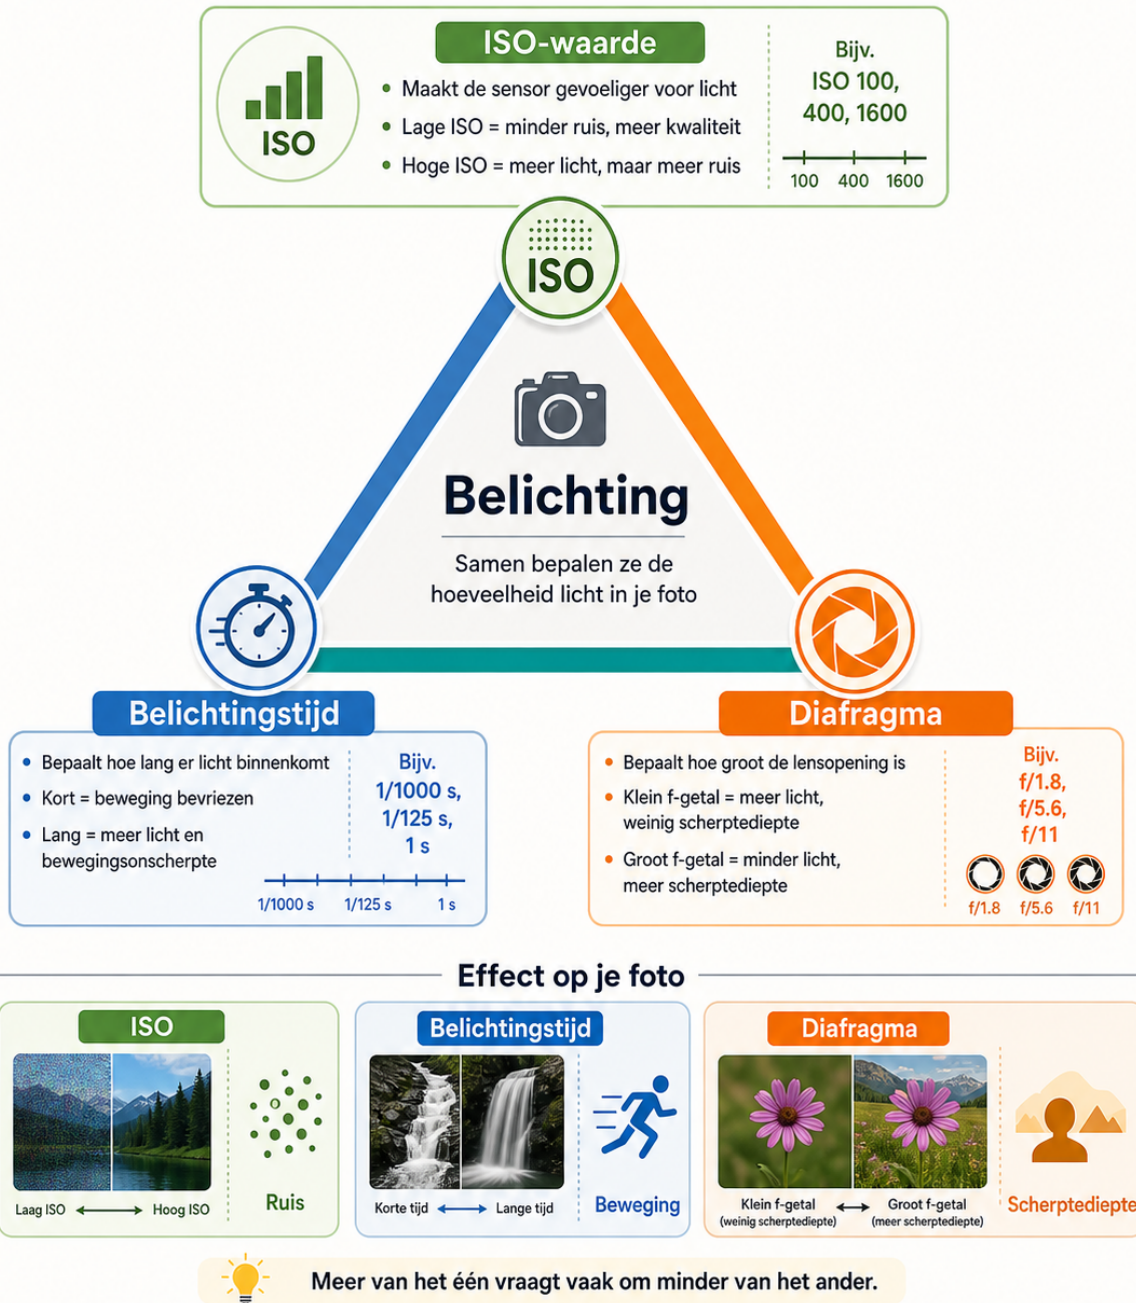 ISO-waarde
ISO
• Maakt de sensor gevoeliger voor licht
• Lage ISO = minder ruis, meer kwaliteit
• Hoge ISO = meer licht, maar meer ruis
Bijv.
ISO 100,
400, 1600
100 400 1600
ISO
Belichting
Samen bepalen ze de
hoeveelheid licht in je foto
Belichtingstijd
• Bepaalt hoe lang er licht binnenkomt
• Kort = beweging bevriezen
• Lang = meer licht en
bewegingsonscherpte
Bijv.
1/1000 s,
1/125 s,
1 s
1/1000 s 1/125 s 1 s
Diafragma
• Bepaalt hoe groot de lensopening is
• Klein f-getal = meer licht,
weinig scherptediepte
• Groot f-getal = minder licht,
meer scherptediepte
Bijv.
f/1.8,
f/5.6,
f/11
f/1.8 f/5.6 f/11
Effect op je foto
ISO
Laag ISO Hoog ISO
Ruis
Belichtingstijd
Korte tijd Lange tijd
Beweging
Diafragma
Klein f-getal Groot f-getal
(weinig scherptediepte) (meer scherptediepte)
Scherptediepte
Meer van het één vraagt vaak om minder van het ander.